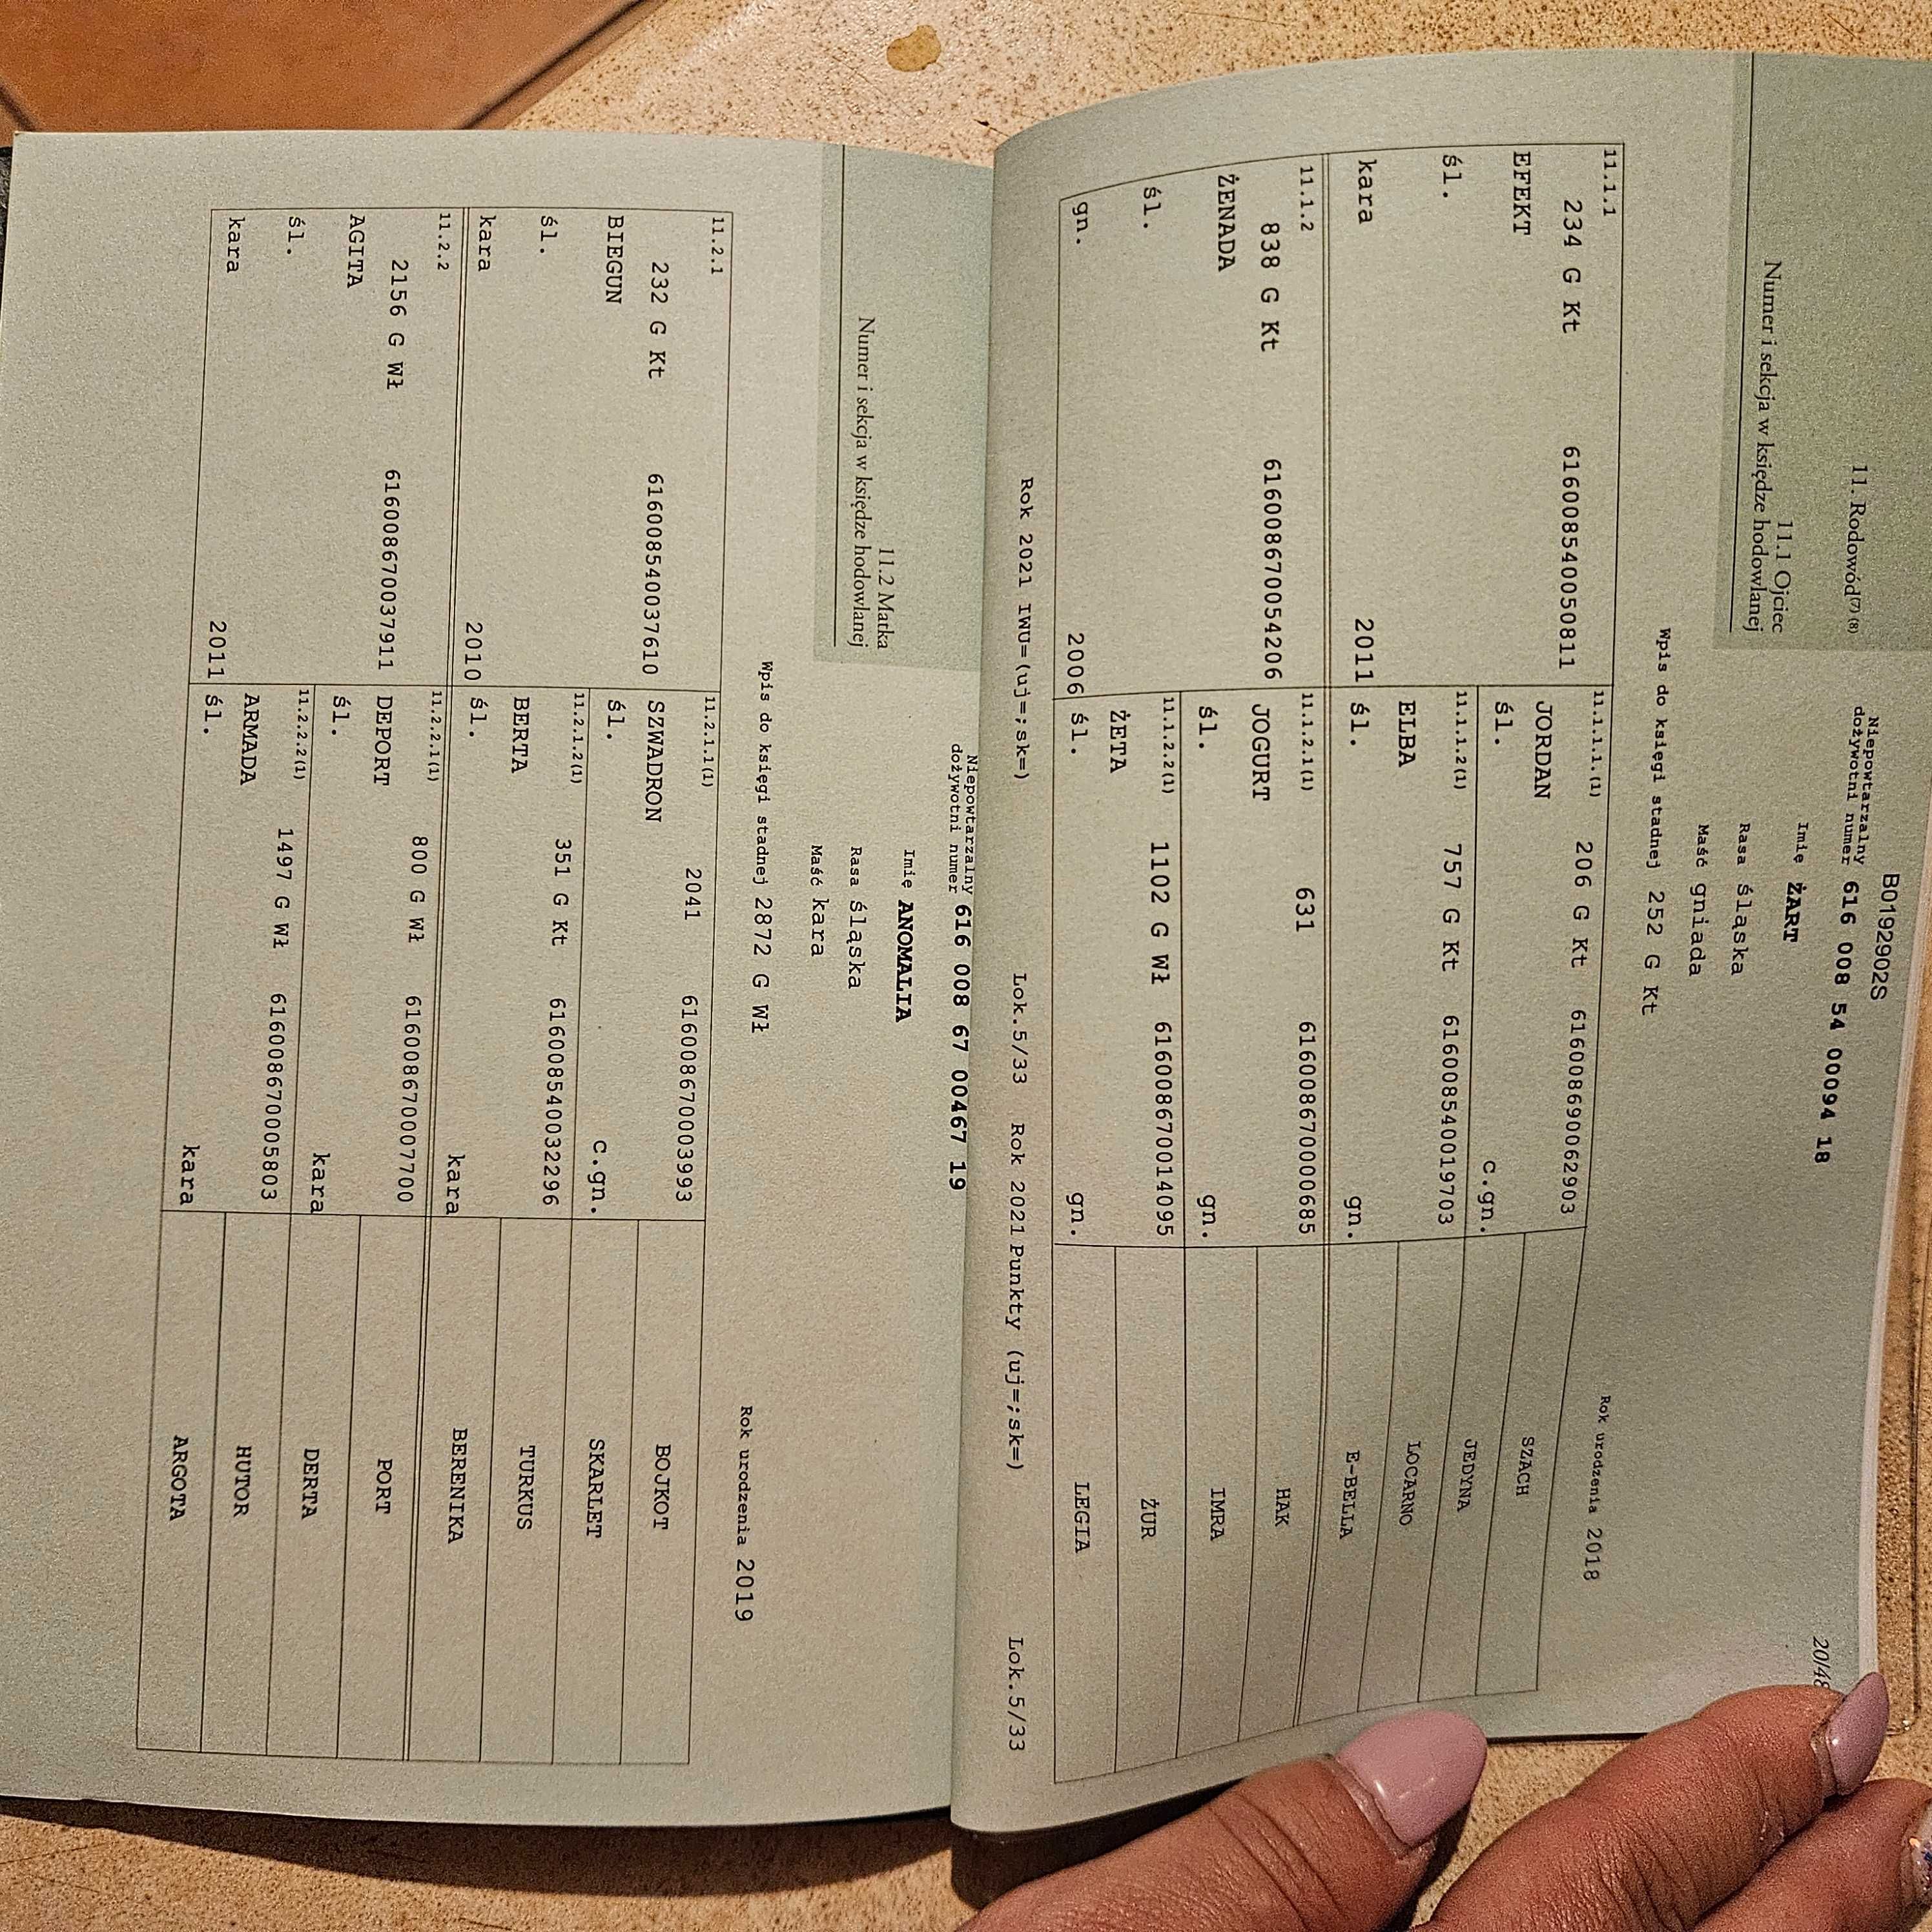 B0192902S
11. Rodowód(7) (8)
Niepowtarzalny
dożywotni numer 616 008 54 00094 18
20/48
11.1 Ojciec
Numer i sekcja w księdze hodowlanej
Imię ŻART
Rasa śląska
Maść gniada
Wpis do księgi stadnej 252 G Kt
Rok urodzenia 2018
11.1.1
234 G Kt 616008540050811
EFEKT
śl.
kara 2011
11.1.1.1.(1)
206 G Kt 616008690062903
JORDAN
śl. c.gn.
11.1.1.2(1)
757 G Kt 616008540019703
ELBA
śl. gn.
SZACH
JEDYNA
LOCARNO
E-BELLA
11.1.2
838 G Kt 616008670054206
ŻENADA
śl.
gn. 2006
11.1.2.1(1)
631 616008670000685
JOGURT
śl. gn.
11.1.2.2(1)
1102 G Wł 616008670014095
ŻETA
śl. gn.
HAK
IMRA
ŻUR
LEGIA
Rok 2021 IWU=(uj=;sk=) Lok.5/33 Rok 2021 Punkty (uj=;sk=) Lok.5/33
Niepowtarzalny
dożywotni numer 616 008 67 00467 19
11.2 Matka
Numer i sekcja w księdze hodowlanej
Imię ANOMALIA
Rasa śląska
Maść kara
Wpis do księgi stadnej 2872 G Wł
Rok urodzenia 2019
11.2.1
232 G Kt 616008540037610
BIEGUN
śl.
kara 2010
11.2.1.1(1)
2041 616008670003993
SZWADRON
śl. c.gn.
11.2.1.2(1)
351 G Kt 616008540032296
BERTA
śl. kara
BOJKOT
SKARLET
TURKUS
BERENIKA
11.2.2
2156 G Wł 616008670037911
AGITA
śl.
kara 2011
11.2.2.1(1)
800 G Wł 616008670007700
DEPORT
śl. kara
11.2.2.2(1)
1497 G Wł 616008670005803
ARMADA
śl. kara
PORT
DERTA
HUTOR
ARGOTA